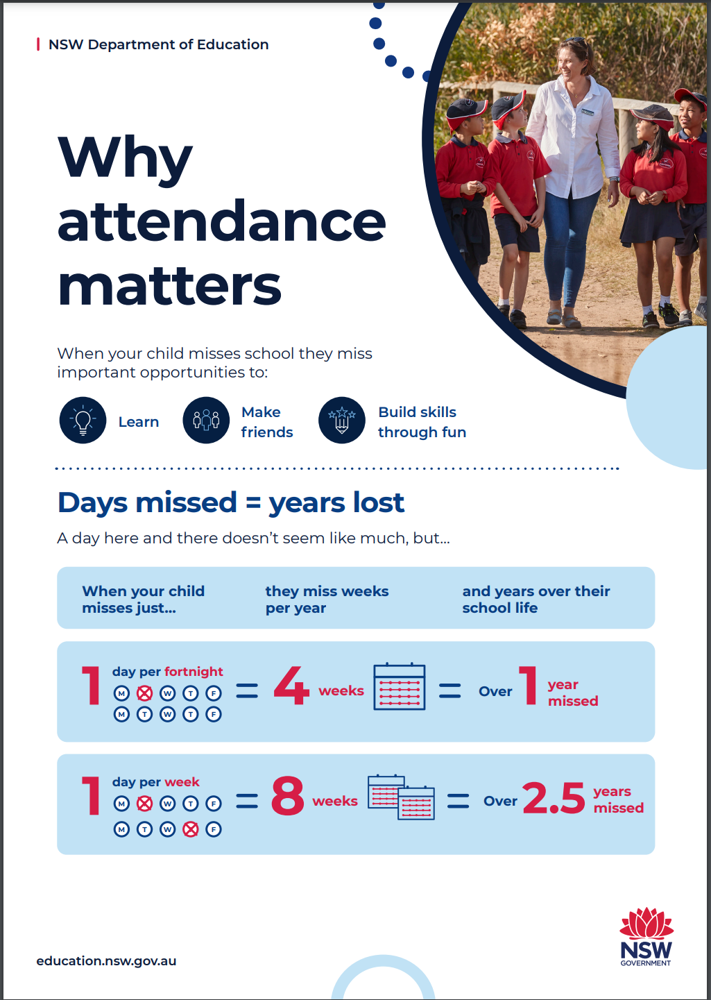 NSW Department of Education
Why
attendance
matters
When your child misses school they miss
important opportunities to:
Learn
Make
friends
Build skills
through fun
Days missed = years lost
A day here and there doesn't seem like much, but...
When your child
misses just...
they miss weeks
per year
and years over their
school life
1 day per fortnight
M W T F
M T W T F
= 4 weeks = Over 1 year
missed
1 day per week
M W T F
M T W F
= 8 weeks = Over 2.5 years
missed
education.nsw.gov.au
NSW
GOVERNMENT